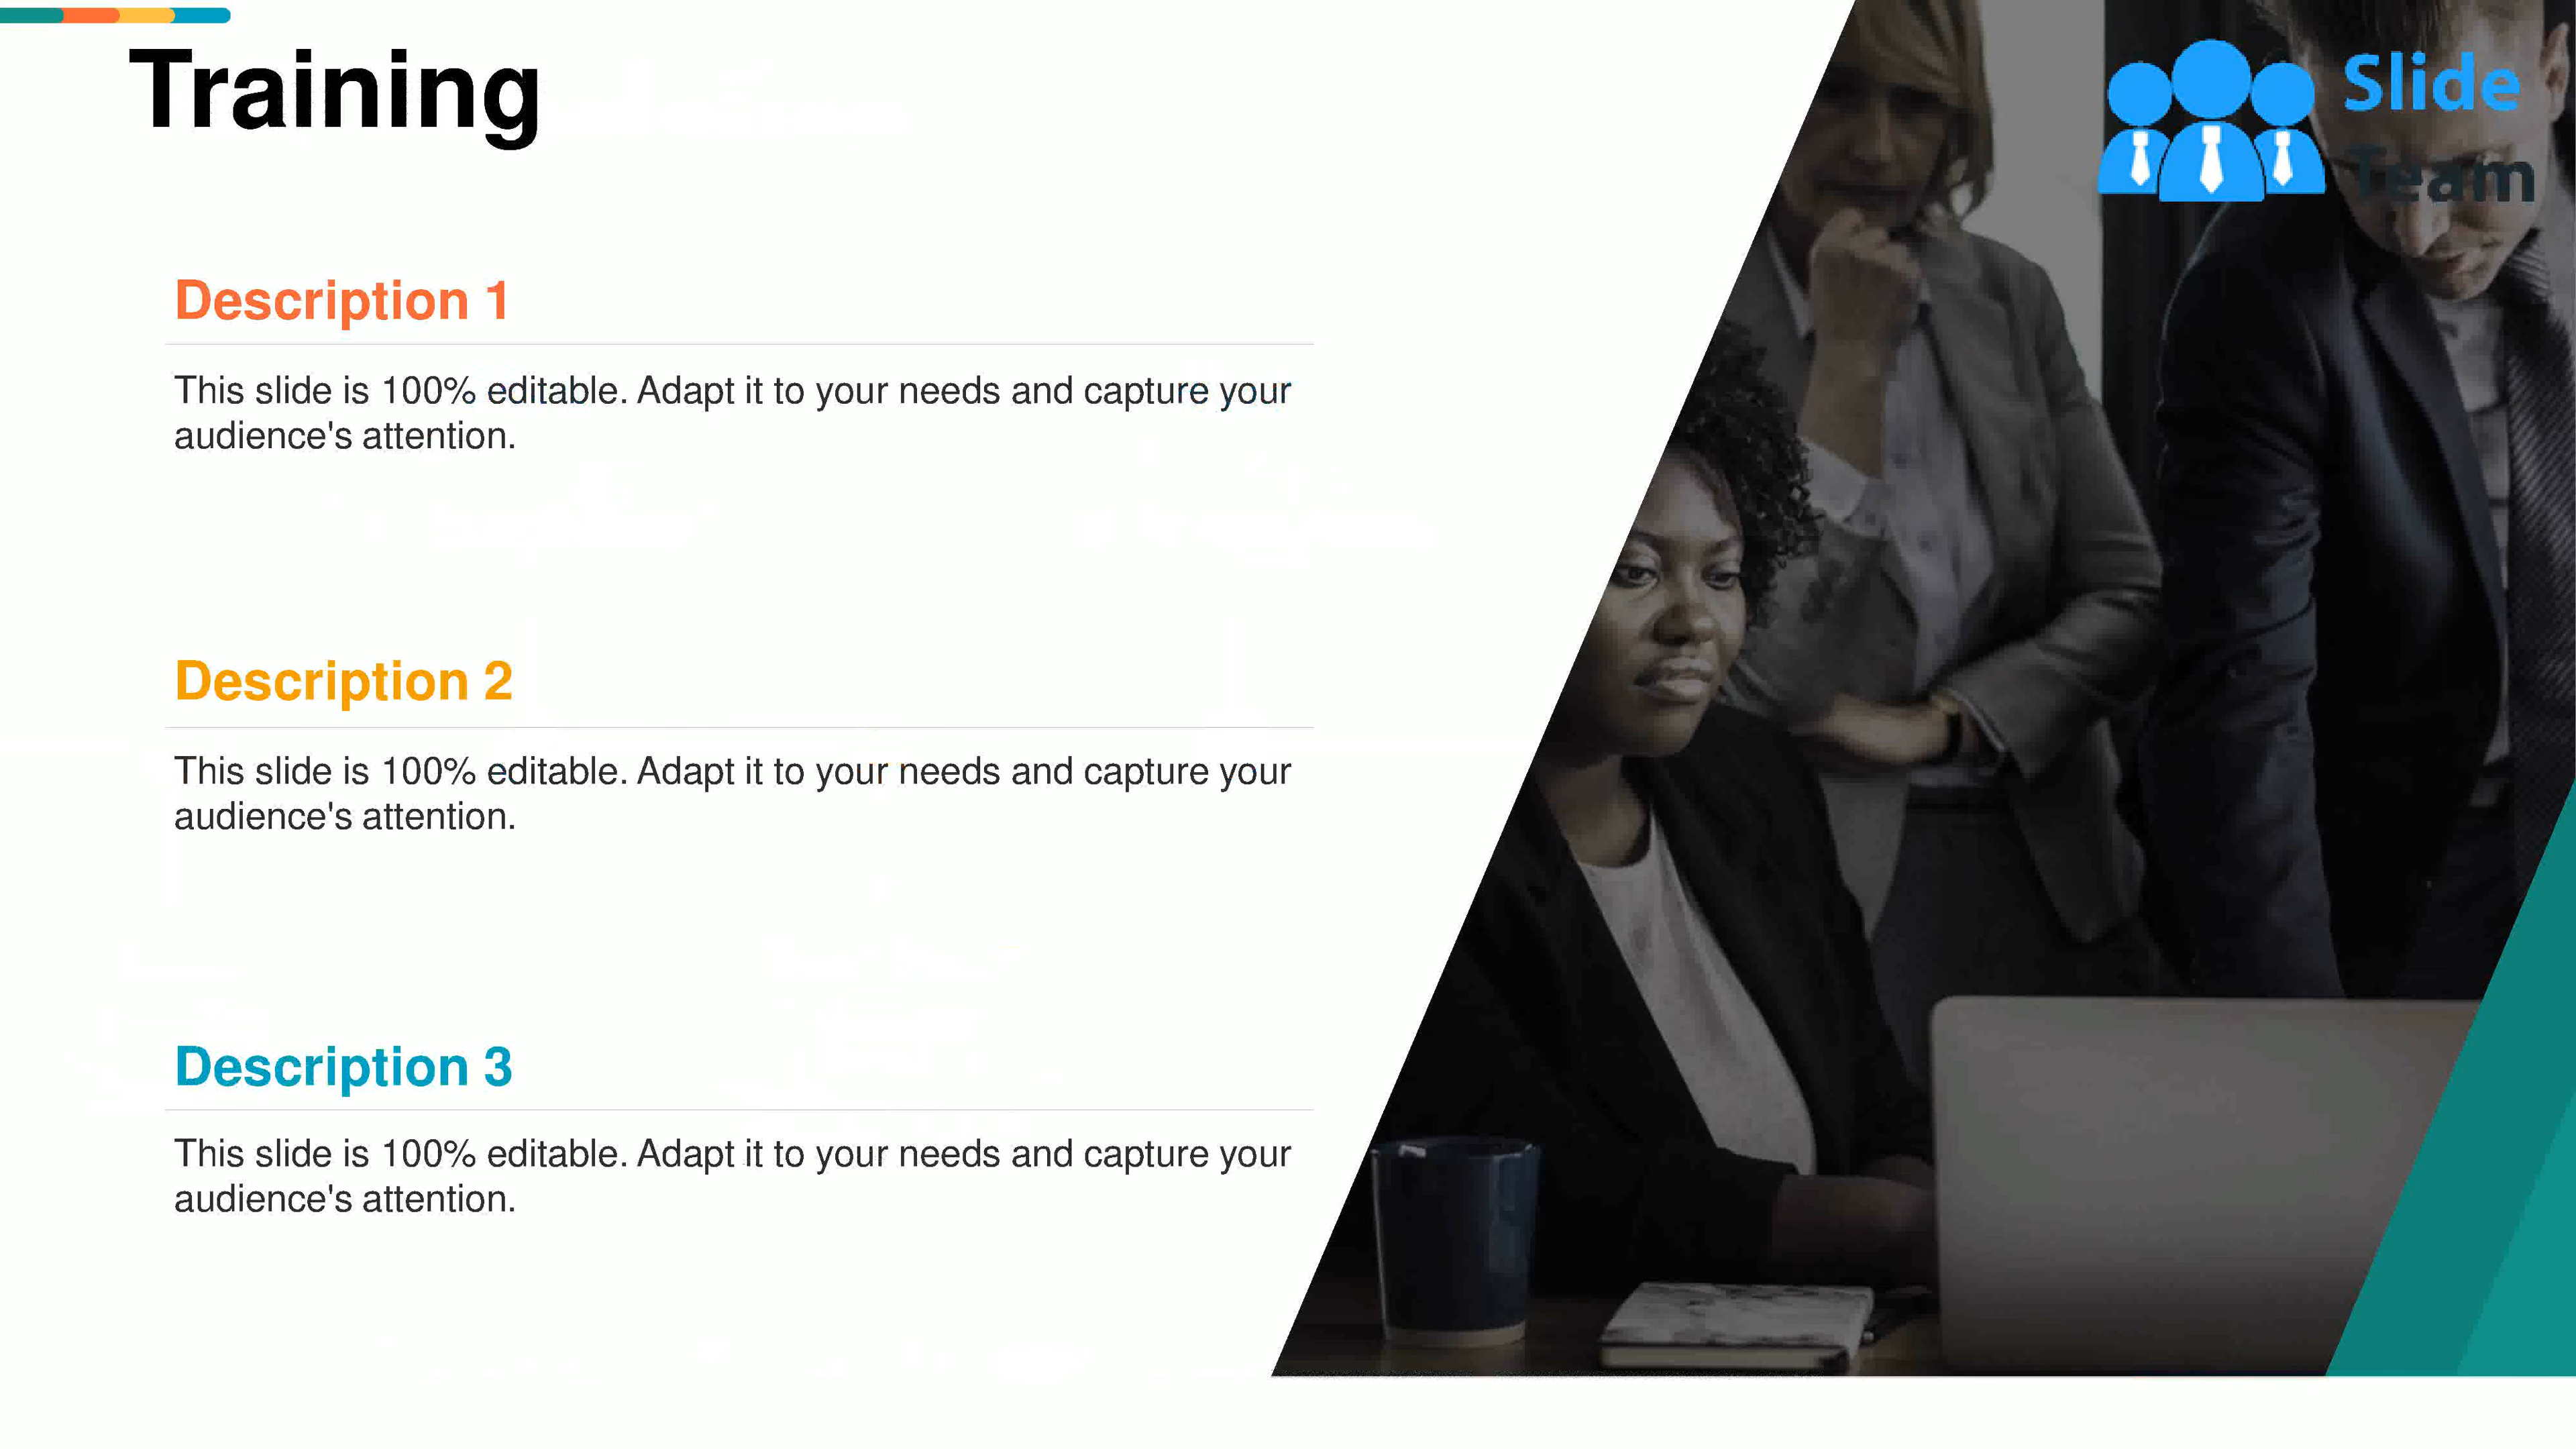 Training
Slide
Team
Description 1
This slide is 100% editable. Adapt it to your needs and capture your
audience's attention.
Description 2
This slide is 100% editable. Adapt it to your needs and capture your
audience's attention.
Description 3
This slide is 100% editable. Adapt it to your needs and capture your
audience's attention.